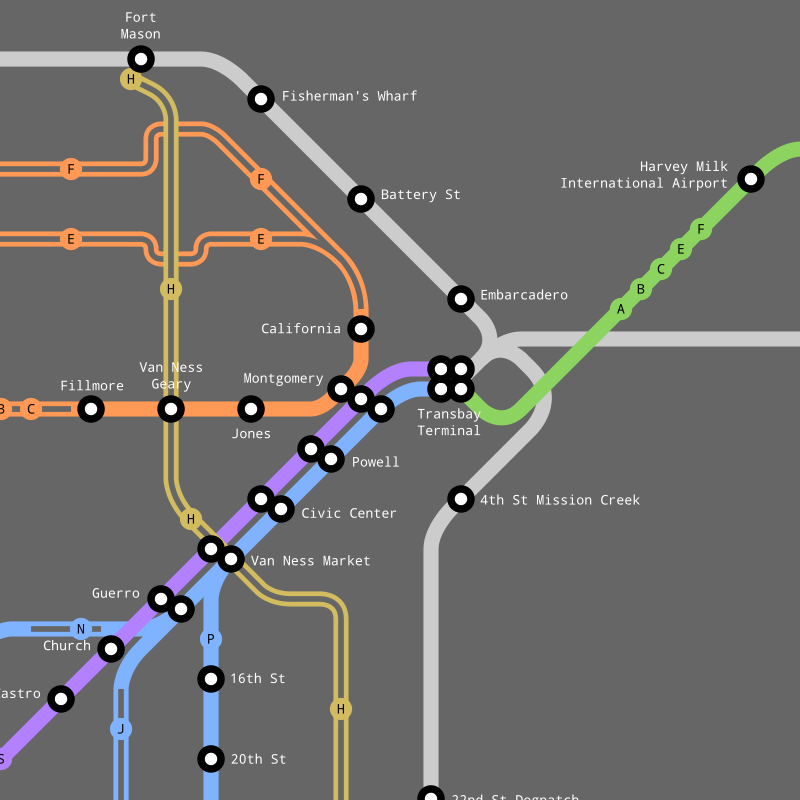 Fort
Mason
H
Fisherman's Wharf
F
F
Harvey Milk
International Airport
Battery St
F
E
E
E
C
H
B
A
Embarcadero
California
Van Ness
Geary
Montgomery
Fillmore
B
C
Jones
Transbay
Terminal
Powell
4th St Mission Creek
Civic Center
H
Van Ness Market
Guerro
N
Church
P
16th St
astro
H
J
S
20th St
22nd St Dogpatch